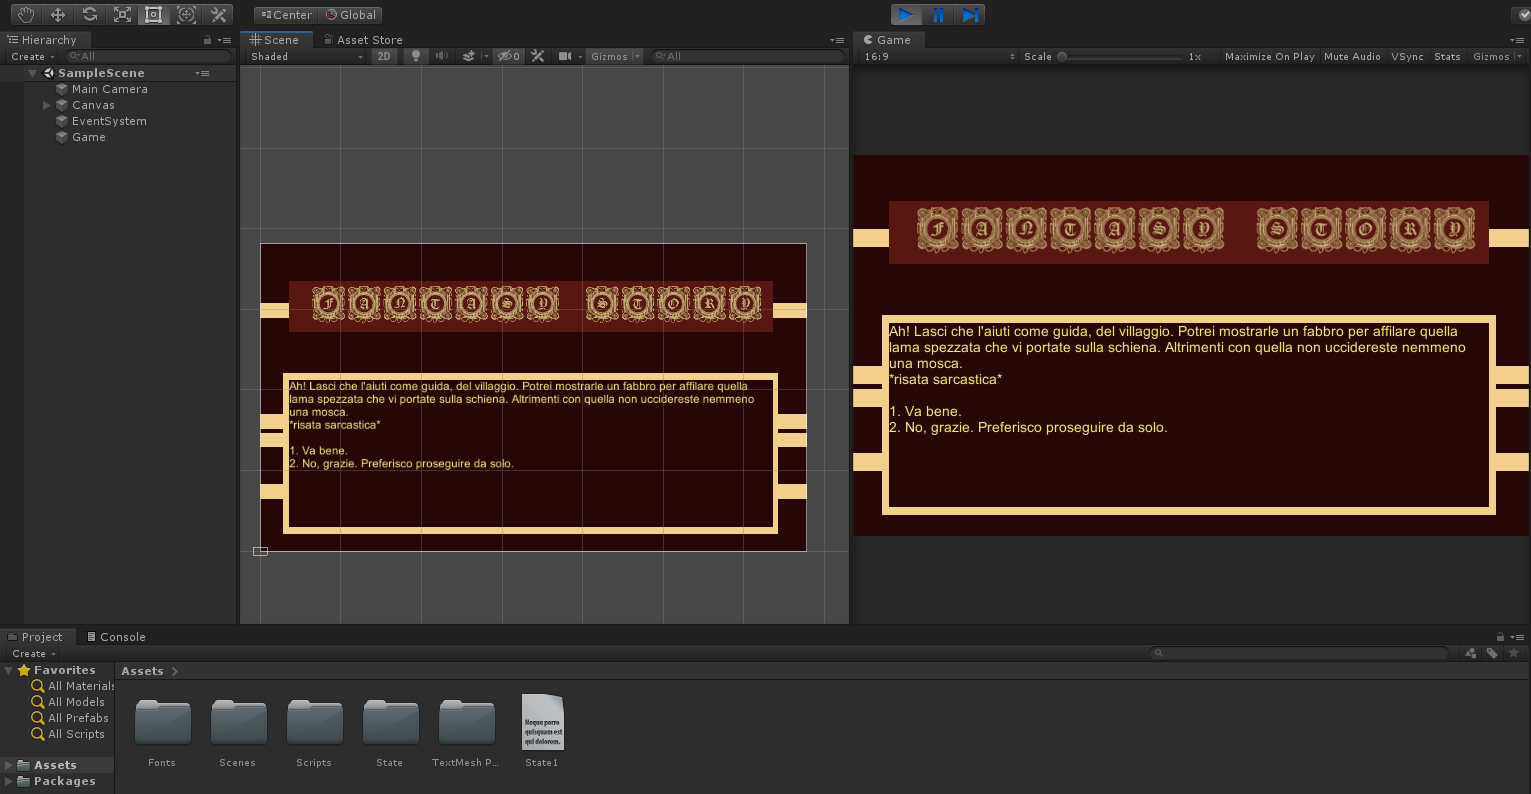 Center Global
Hierarchy
Create All
SampleScene
Main Camera
Canvas
EventSystem
Game
Scene Asset Store
Shaded 2D 0 Gizmos All
FANTASY STORY
Ah! Lasci che l'aiuti come guida, del villaggio. Potrei mostrarle un fabbro per affilare quella
lama spezzata che vi portate sulla schiena. Altrimenti con quella non uccidereste nemmeno
una mosca.
*risata sarcastica*
1. Va bene.
2. No, grazie. Preferisco proseguire da solo.
Game
16:9 Scale 1x Maximize On Play Mute Audio VSync Stats Gizmos
FANTASY STORY
Ah! Lasci che l'aiuti come guida, del villaggio. Potrei mostrarle un fabbro per affilare quella
lama spezzata che vi portate sulla schiena. Altrimenti con quella non uccidereste nemmeno
una mosca.
*risata sarcastica*
1. Va bene.
2. No, grazie. Preferisco proseguire da solo.
Project Console
Create
Favorites
All Materials
All Models
All Prefabs
All Scripts
Assets
Packages
Assets
Neque porro
quisquam est
qui dolorem.
Fonts Scenes Scripts State TextMesh P... State1